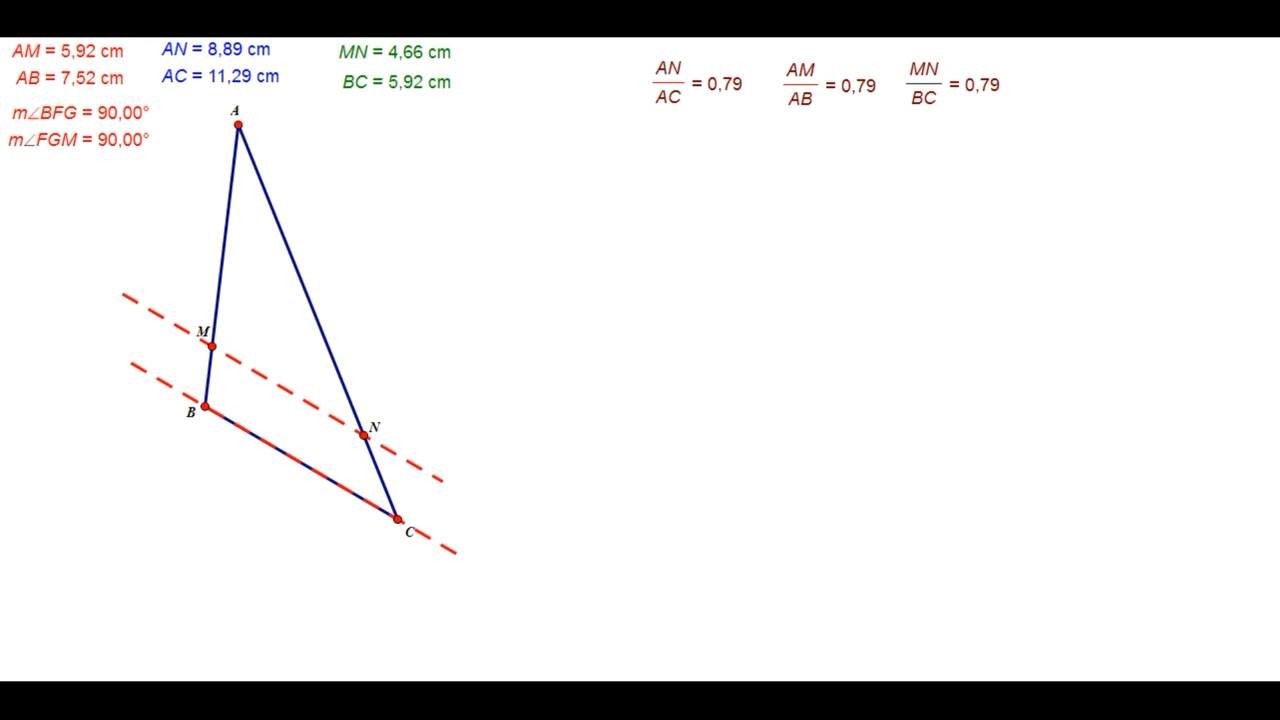 AM = 5,92 cm
AN = 8,89 cm
MN = 4,66 cm
AB = 7,52 cm
AC = 11,29 cm
BC = 5,92 cm
AN
AC
= 0,79
AM
AB
= 0,79
MN
BC
= 0,79
m∠BFG = 90,00°
m∠FGM = 90,00°
A
M
B
N
C